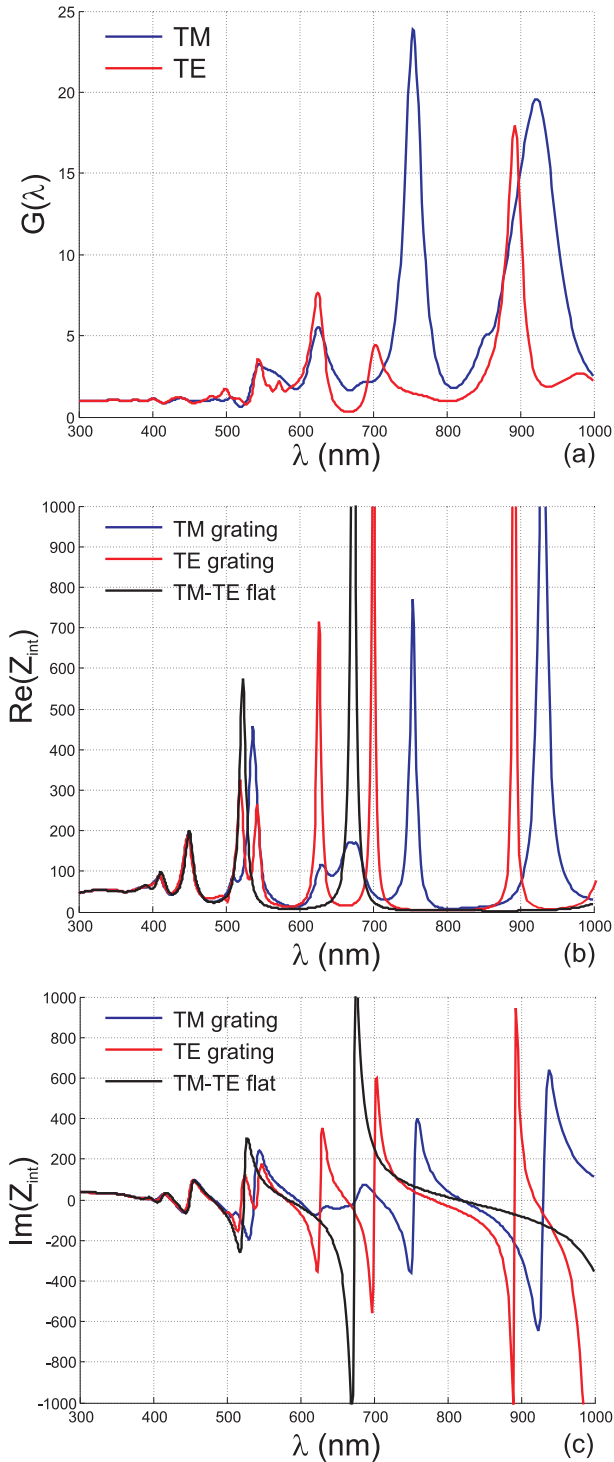 25
20
15
10
5
0
G(λ)
TM
TE
300 400 500 600 700 800 900 1000
λ (nm)
(a)
1000
900
800
700
600
500
400
300
200
100
0
Re(Z_int)
TM grating
TE grating
TM-TE flat
300 400 500 600 700 800 900 1000
λ (nm)
(b)
1000
800
600
400
200
0
-200
-400
-600
-800
-1000
Im(Z_int)
TM grating
TE grating
TM-TE flat
300 400 500 600 700 800 900 1000
λ (nm)
(c)